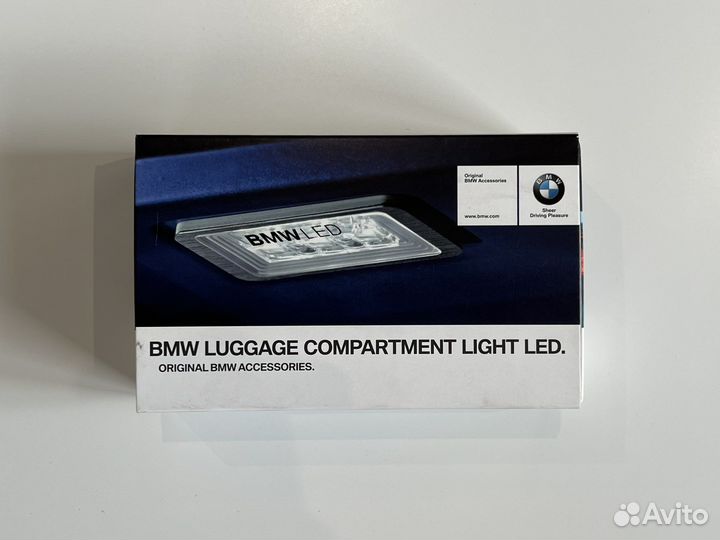 Original
BMW Accessories
www.bmw.com
BMW
Sheer
Driving Pleasure
BMW LED
BMW LUGGAGE COMPARTMENT LIGHT LED.
ORIGINAL BMW ACCESSORIES.
Avito